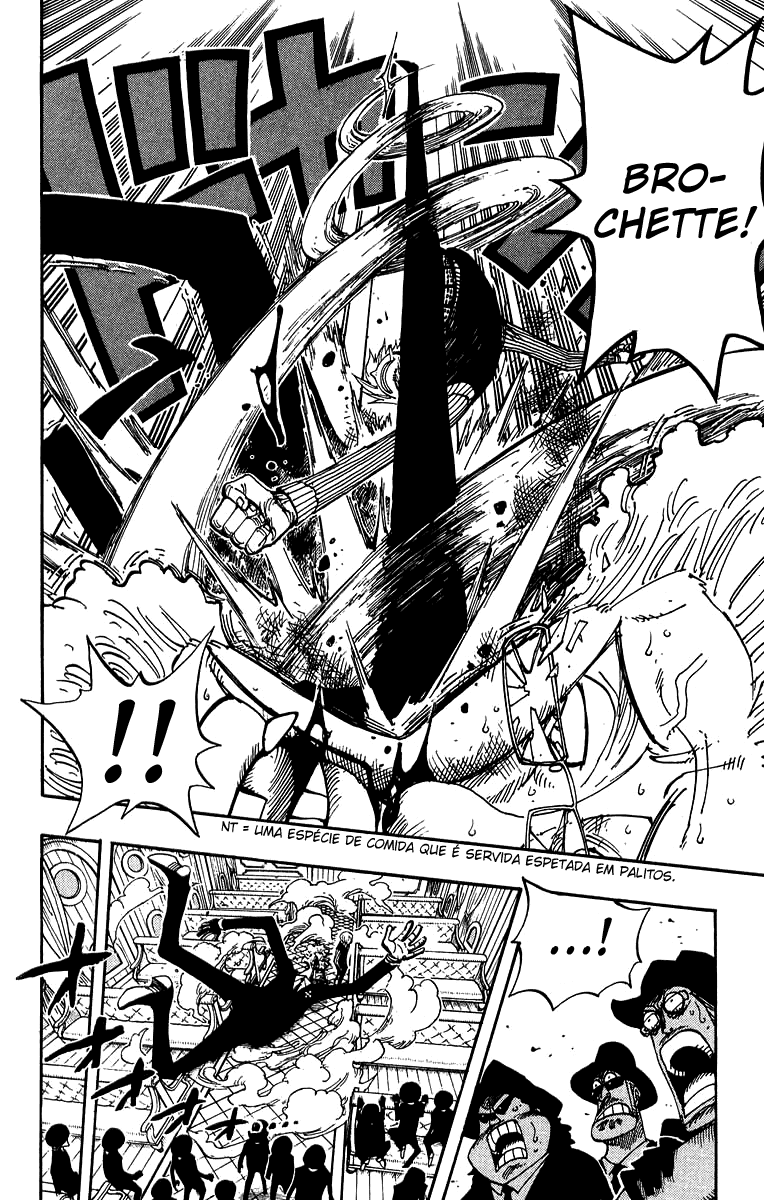 BRO-
CHETTE!
!!
NT = UMA ESPÉCIE DE COMIDA QUE É SERVIDA ESPETADA EM PALITOS.
...!